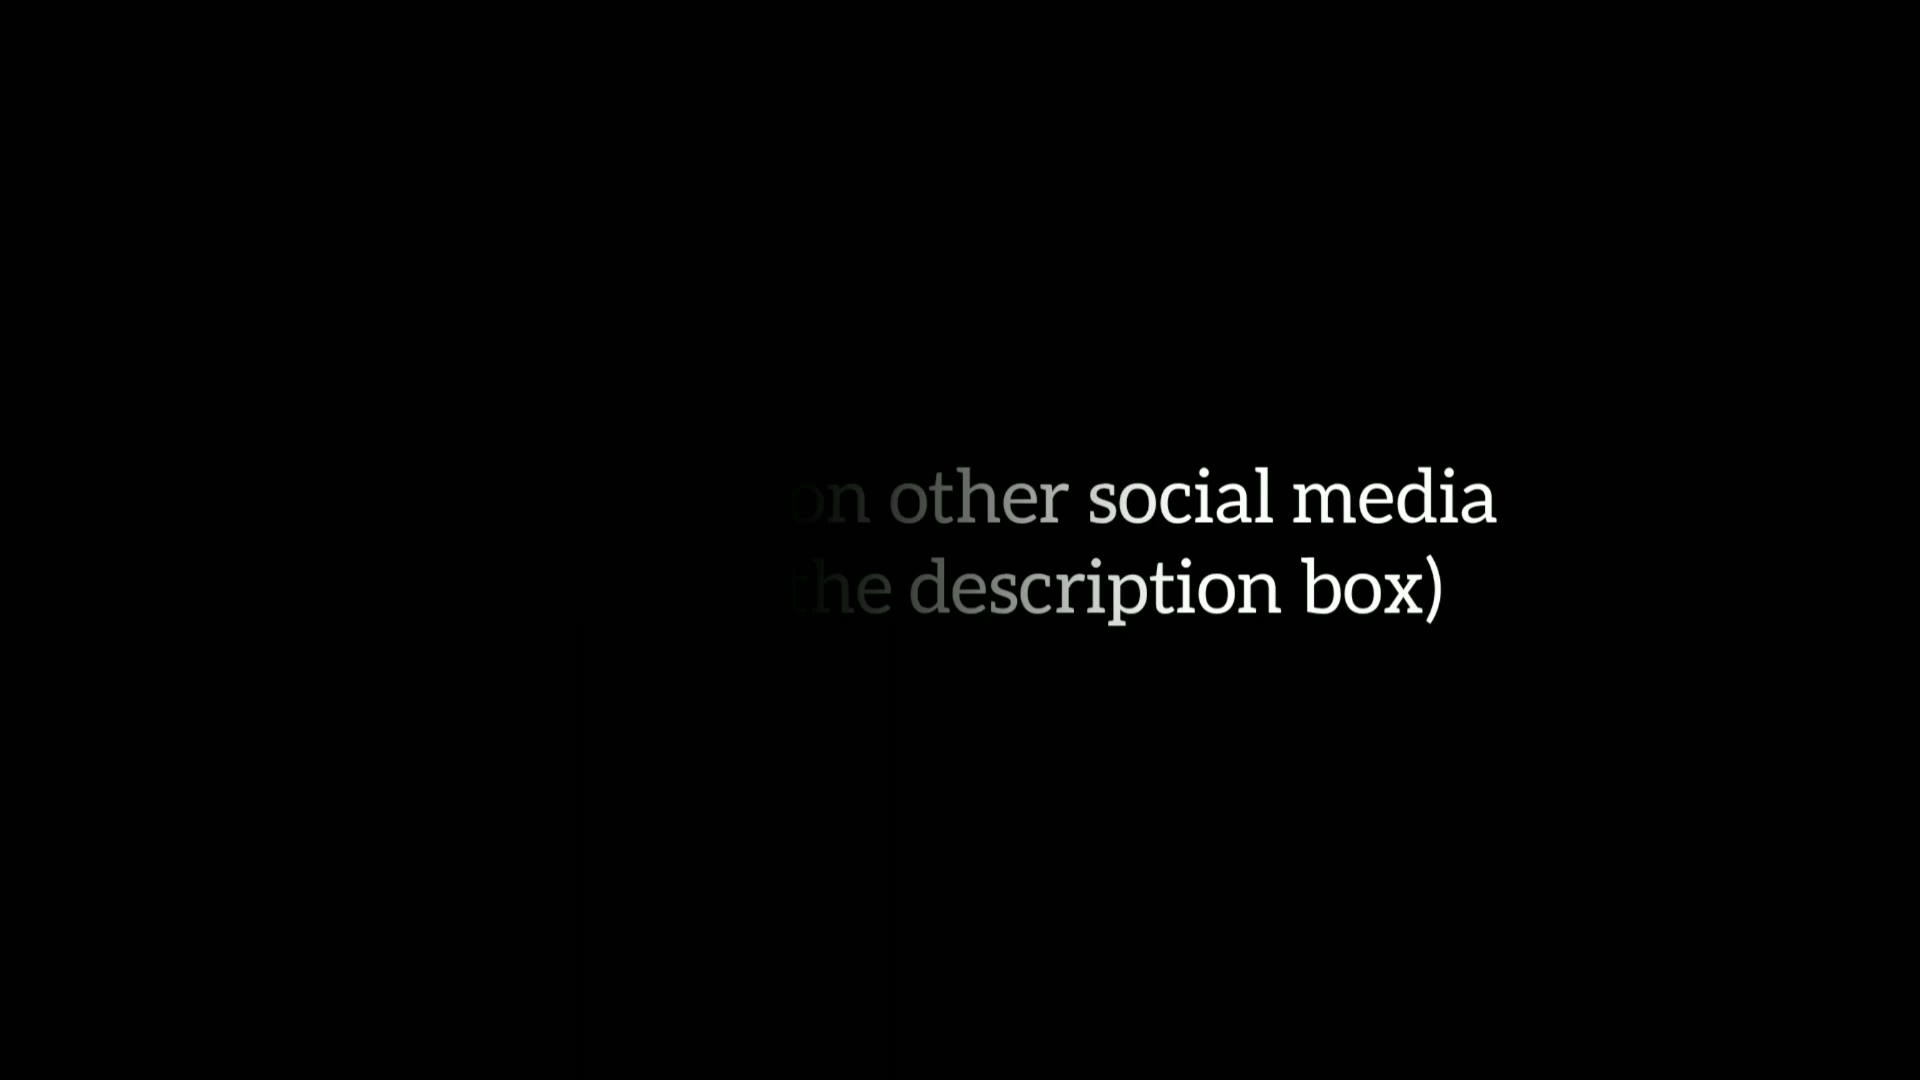 on other social media
the description box)